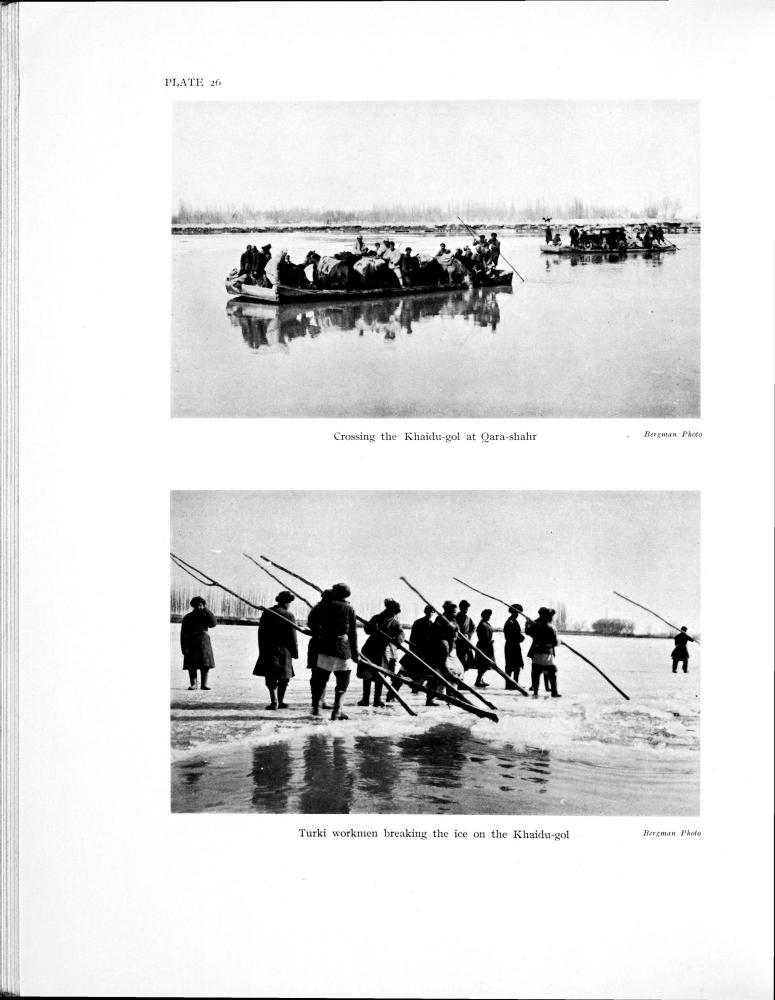 PLATE 26
Crossing the Khaidu-gol at Qara-shahr
Bergman Photo
Turki workmen breaking the ice on the Khaidu-gol
Bergman Photo